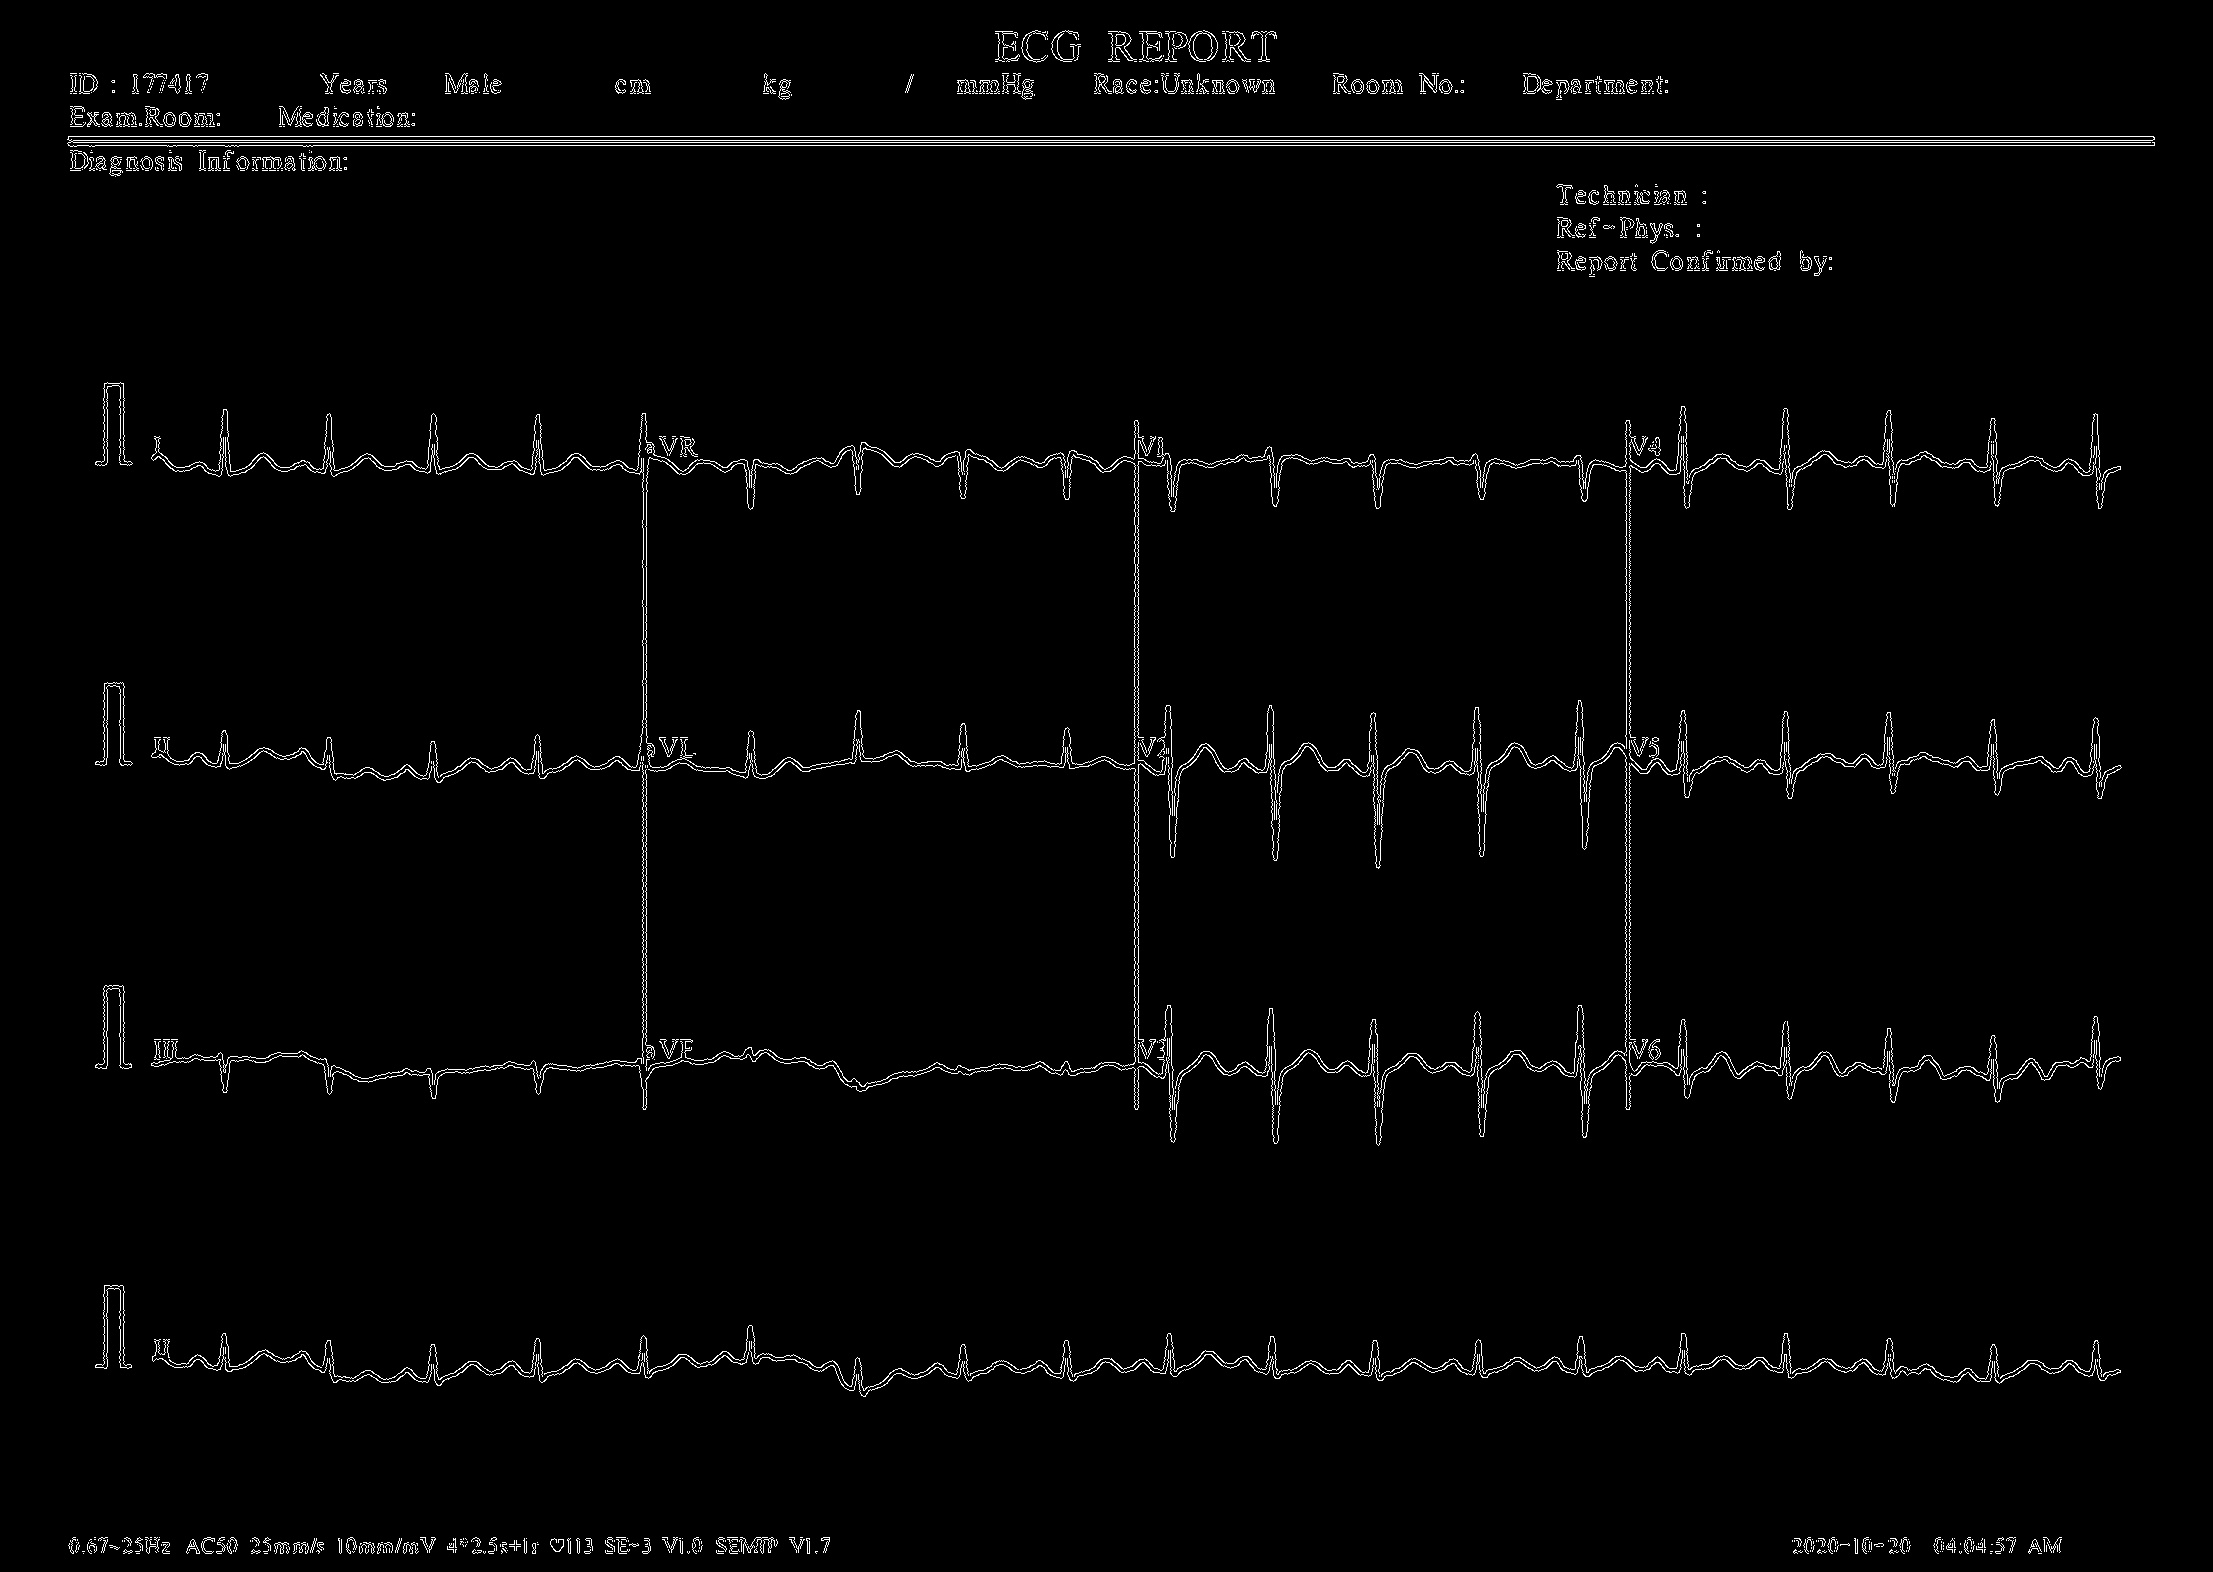 ECG REPORT
ID : 177417 Years Male cm kg / mmHg Race:Unknown Room No.: Department:
Exam.Room: Medication:
Diagnosis Information:
Technician :
Ref-Phys. :
Report Confirmed by:
I aVR V1 V4
II aVL V2 V5
III aVF V3 V6
II
0.67~25Hz AC50 25mm/s 10mm/mV 4*2.5s+1r ♡113 SE-3 V1.0 SEMIP V1.7
2020-10-20 04:04:57 AM